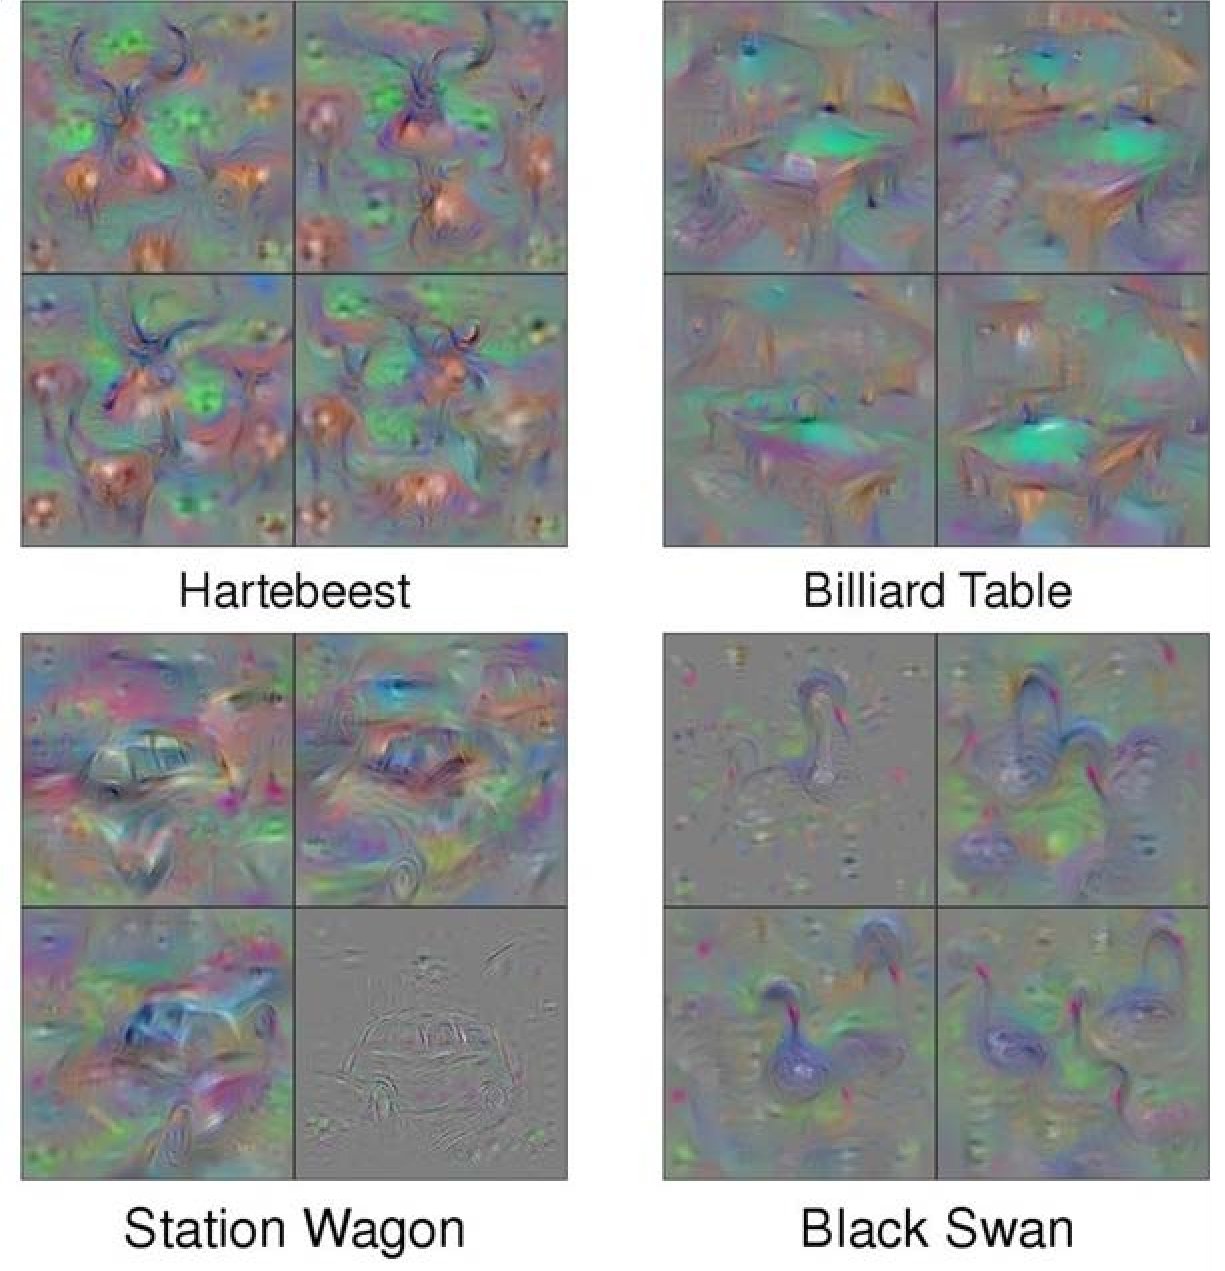 Hartebeest
Billiard Table
Station Wagon
Black Swan